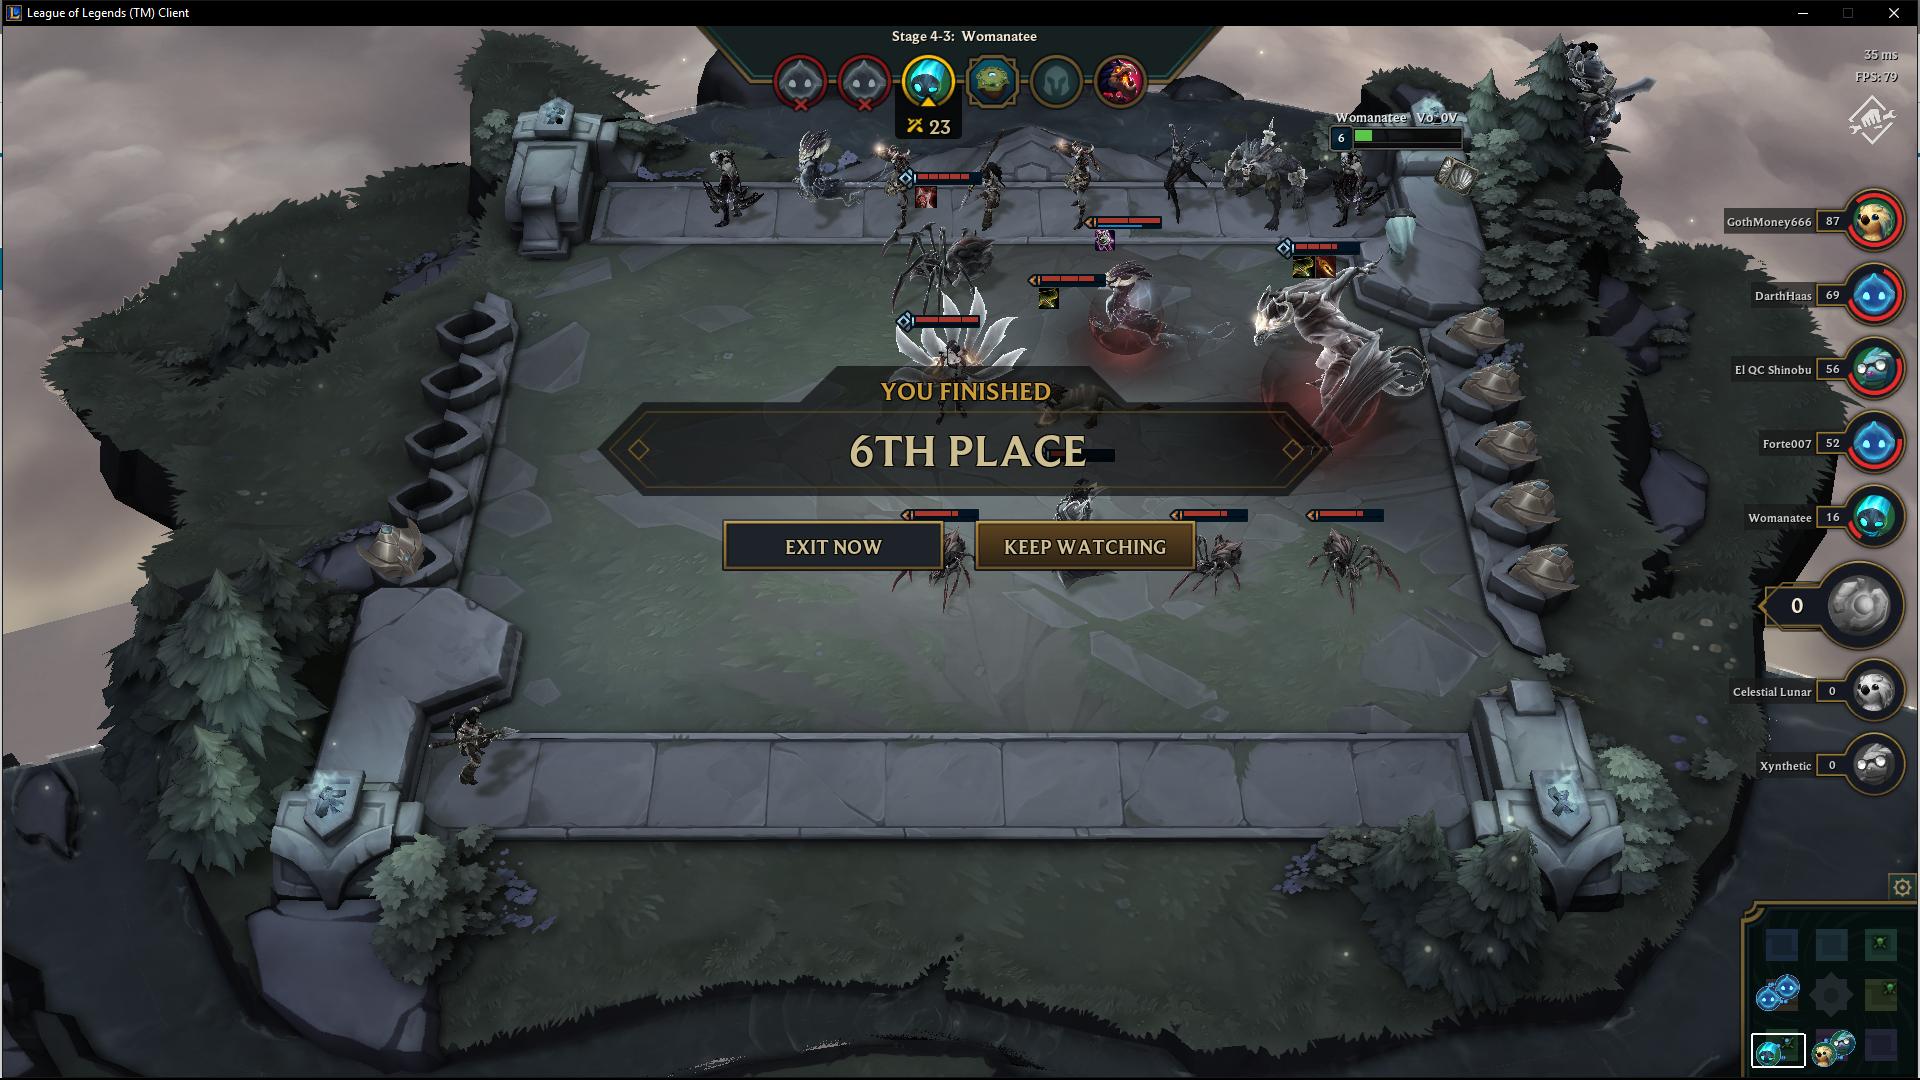 League of Legends (TM) Client
Stage 4-3: Womanatee
35 ms
FPS: 79
23
Womanatee Vo_0V
6
GothMoney666 87
DarthHaas 69
El QC Shinobu 56
Forte007 52
YOU FINISHED
6TH PLACE
Womanatee 16
EXIT NOW
KEEP WATCHING
0
Celestial Lunar 0
Xynthetic 0